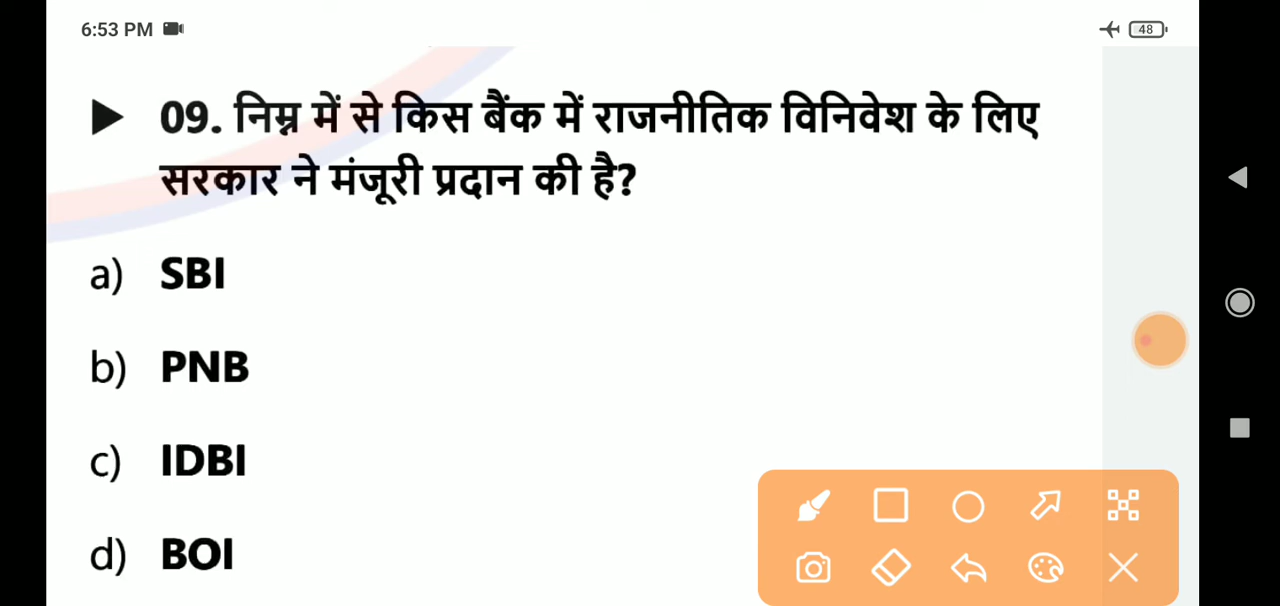 6:53 PM
48
09. निम्न में से किस बैंक में राजनीतिक विनिवेश के लिए
सरकार ने मंजूरी प्रदान की है?
a) SBI
b) PNB
c) IDBI
d) BOI